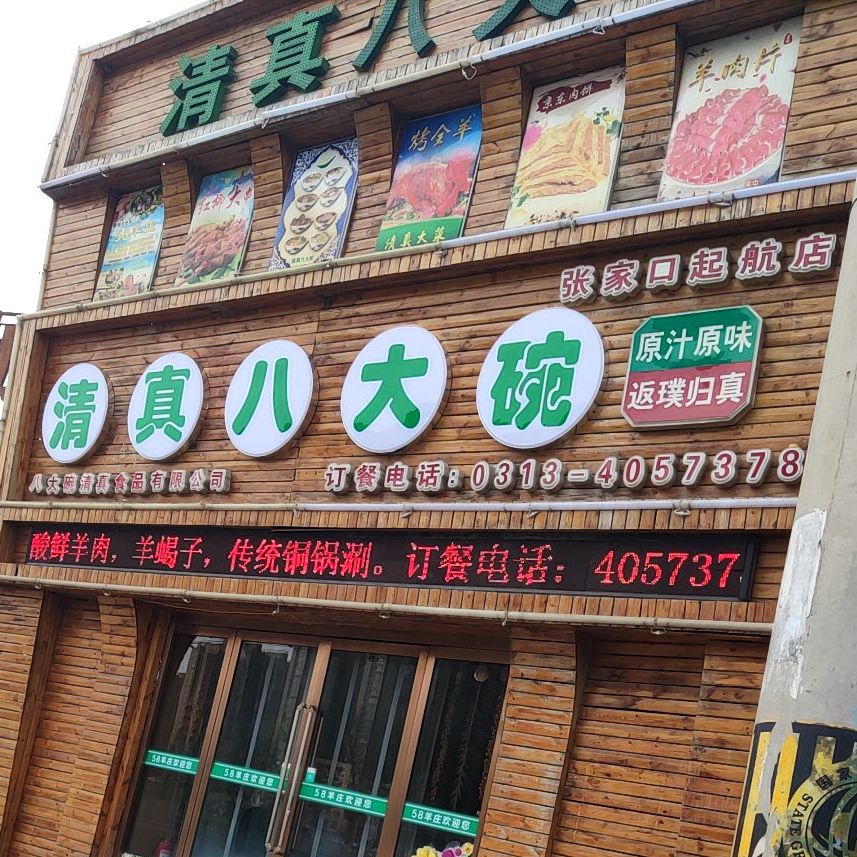 清真八大
羊肉片
京东肉饼
烤全羊
清真大菜
张家口起航店
清真八大碗
原汁原味
返璞归真
八大碗清真食品有限公司
订餐电话:0313-4057378
酸鲜羊肉，羊蝎子，传统铜锅涮。订餐电话：405737
58羊庄欢迎您
58羊庄欢迎您
58羊庄欢迎您
58羊庄欢迎您